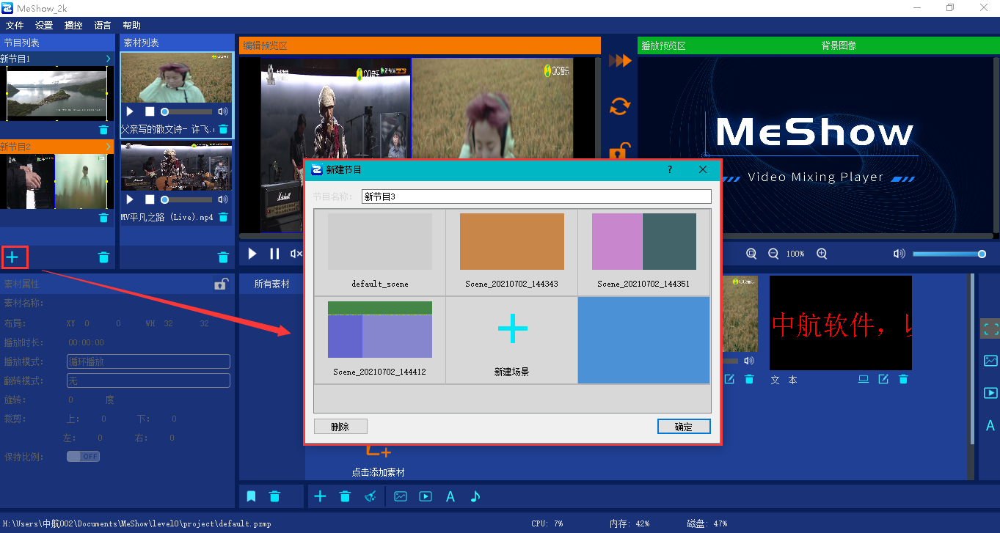 MeShow_2k
文件 设置 播控 语言 帮助
节目列表
素材列表
编辑预览区
播放预览区
背景图像
新节目1
QQ音乐
QQ音乐
父亲写的散文诗- 许飞.
新节目2
MV平凡之路 (Live).mp4
MeShow
Video Mixing Player
新建节目
?
节目名称:
新节目3
default_scene
Scene_20210702_144343
Scene_20210702_144351
Scene_20210702_144412
新建场景
删除
确定
100%
素材属性
素材名称:
布局: XY 0 0 WH 32 32
播放时长: 00:00:00
播放模式: 循环播放
翻转模式: 无
旋转: 0 度
裁剪: 上: 0 下: 0
左: 0 右: 0
保持比例: OFF
所有素材
中航软件，以
文 本
A
点击添加素材
A
H:\Users\中航002\Documents\MeShow\level0\project\default.pzmp
CPU: 7%
内存: 42%
磁盘: 47%